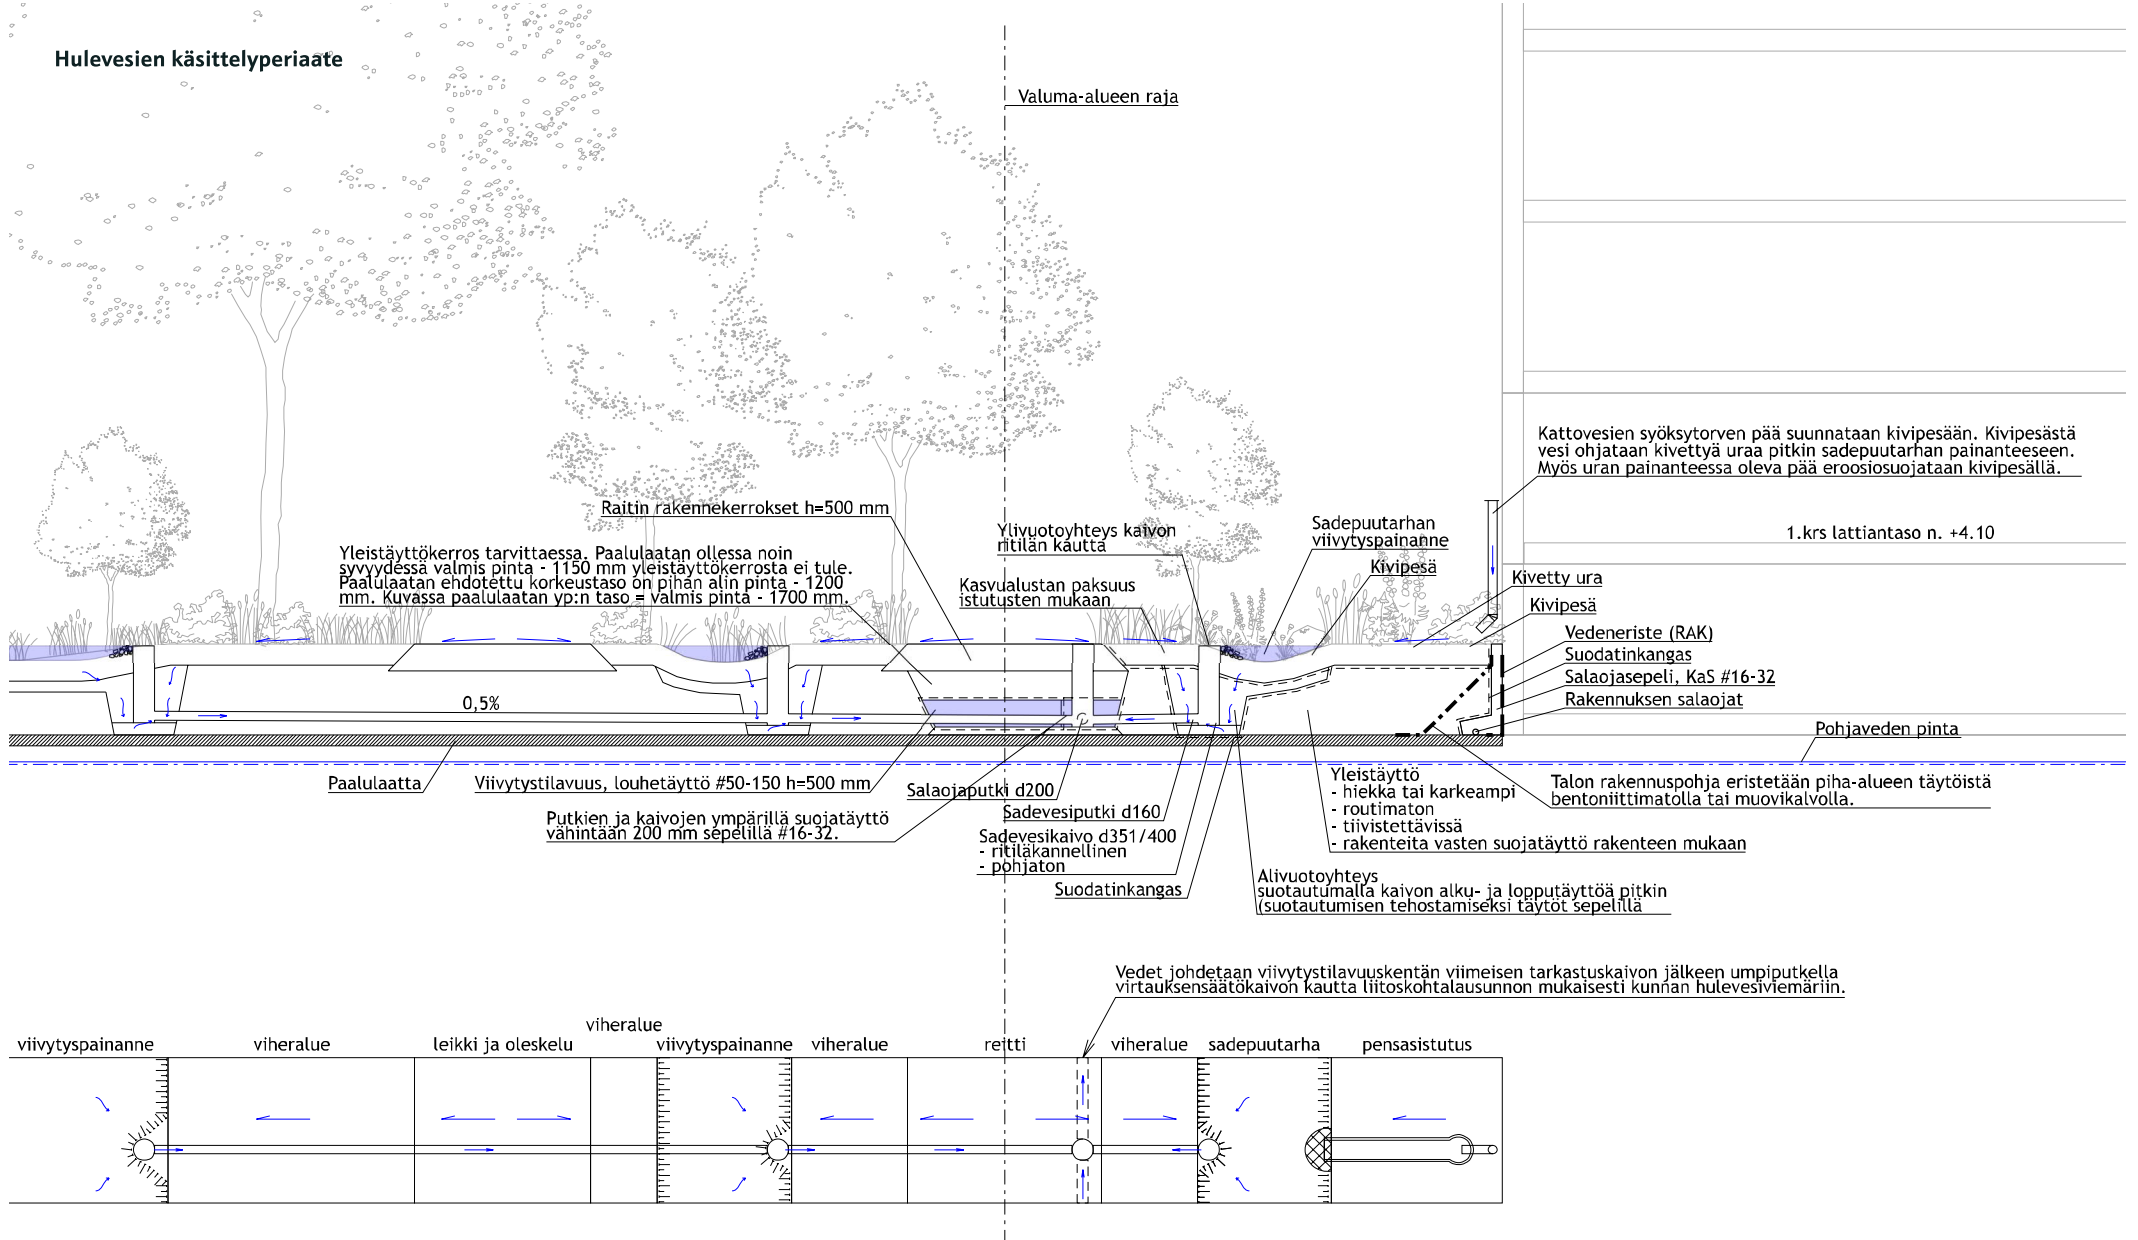 Hulevesien käsittelyperiaate
Valuma-alueen raja
Kattovesien syöksytorven pää suunnataan kivipesään. Kivipesästä
vesi ohjataan kivettyä uraa pitkin sadepuutarhan painanteeseen.
Myös uran painanteessa oleva pää eroosiosuojataan kivipesällä.
1.krs lattiantaso n. +4.10
Raitin rakennekerrokset h=500 mm
Yleistäyttökerros tarvittaessa. Paalulaatan ollessa noin
syvyydessä valmis pinta - 1150 mm yleistäyttökerrosta ei tule.
Paalulaatan ehdotettu korkeustaso on pihan alin pinta - 1200
mm. Kuvassa paalulaatan yp:n taso = valmis pinta - 1700 mm.
Ylivuotoyhteys kaivon
ritilän kautta
Kasvualustan paksuus
istutusten mukaan
Sadepuutarhan
viivytyspainanne
Kivipesä
Kivetty ura
Kivipesä
Vedeneriste (RAK)
Suodatinkangas
Salaojasepeli, KaS #16-32
Rakennuksen salaojat
Pohjaveden pinta
0,5%
Paalulaatta
Viivytystilavuus, louhetäyttö #50-150 h=500 mm
Putkien ja kaivojen ympärillä suojatäyttö
vähintään 200 mm sepelillä #16-32.
Salaojaputki d200
Sadevesiputki d160
Sadevesikaivo d351/400
- ritiläkannellinen
- pohjaton
Suodatinkangas
Yleistäyttö
- hiekka tai karkeampi
- routimaton
- tiivistettävissä
- rakenteita vasten suojatäyttö rakenteen mukaan
Talon rakennuspohja eristetään piha-alueen täytöistä
bentoniittimatolla tai muovikalvolla.
Alivuotoyhteys
suotautumalla kaivon alku- ja lopputäyttöä pitkin
(suotautumisen tehostamiseksi täytöt sepelillä
Vedet johdetaan viivytystilavuuskentän viimeisen tarkastuskaivon jälkeen umpiputkella
virtauksensäätökaivon kautta liitoskohtalausunnon mukaisesti kunnan hulevesiviemäriin.
viivytyspainanne
viheralue
leikki ja oleskelu
viheralue
viivytyspainanne
viheralue
reitti
viheralue
sadepuutarha
pensasistutus